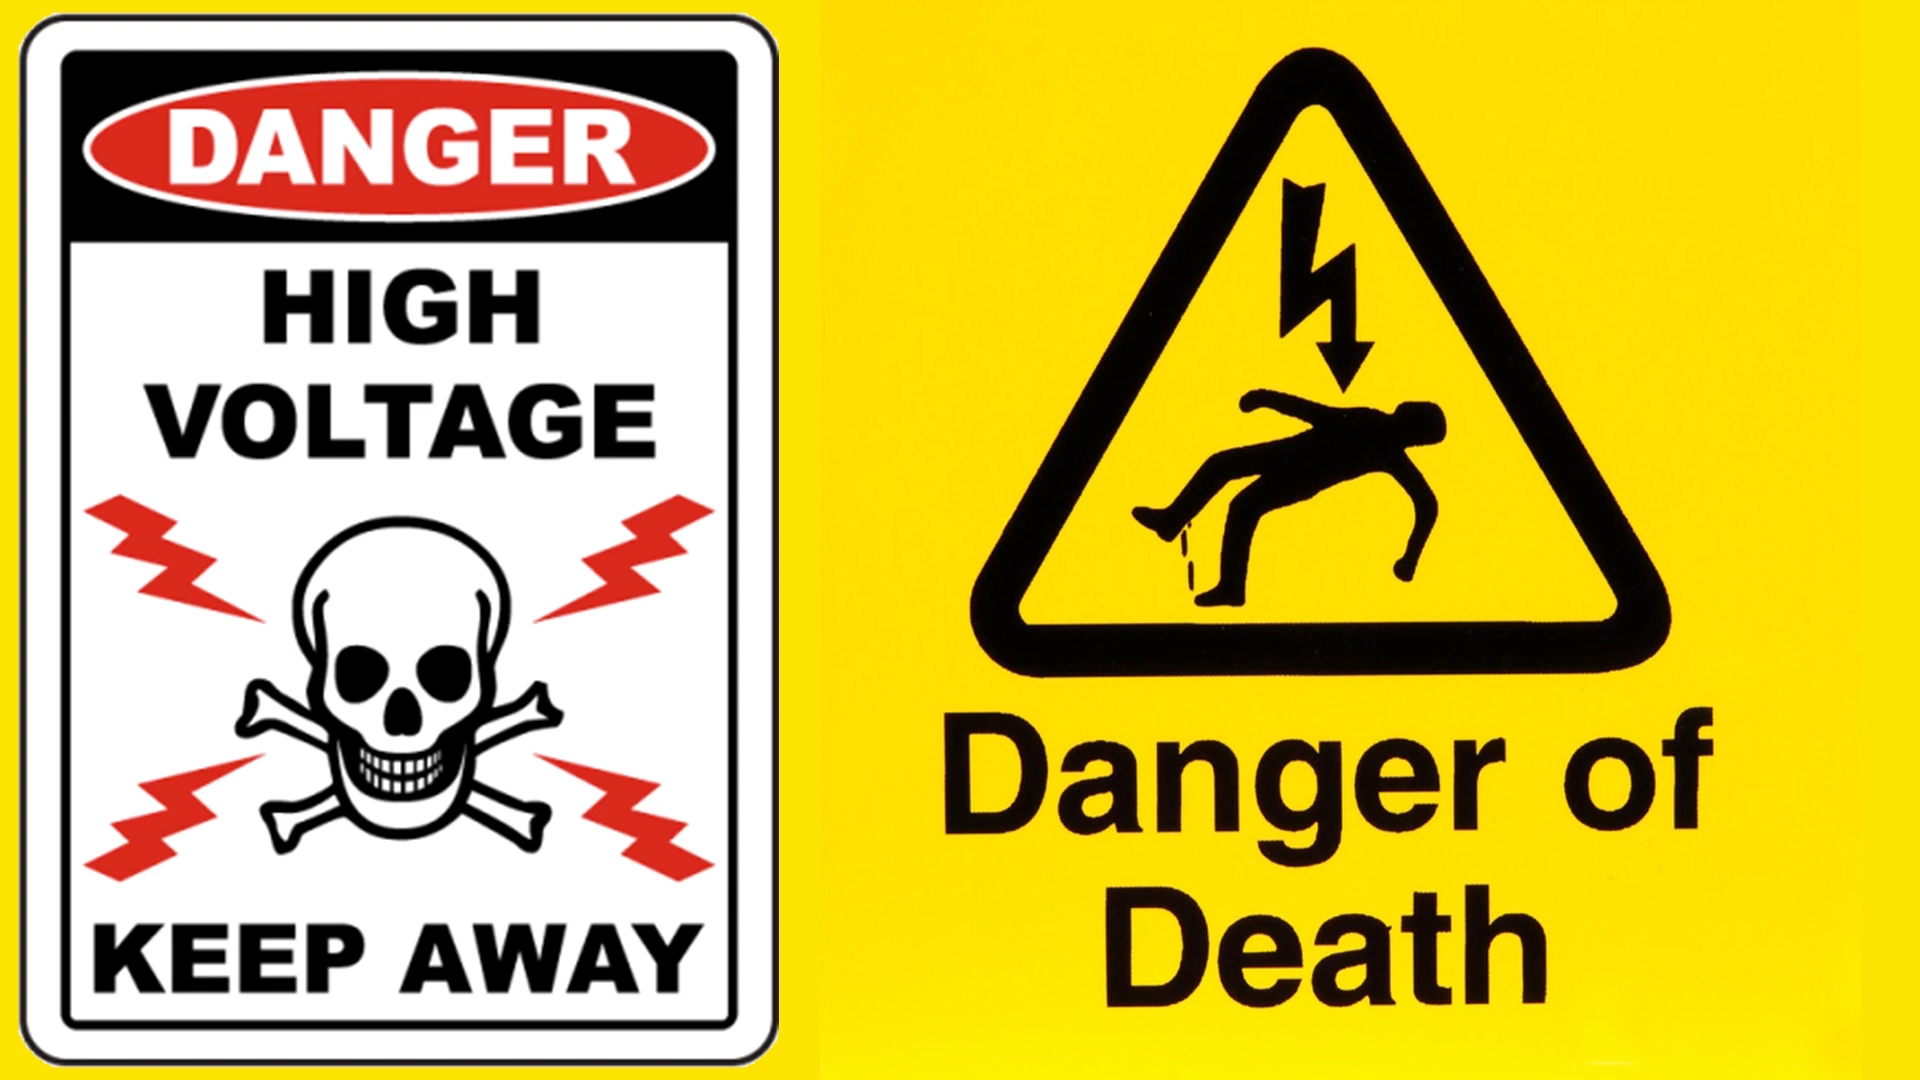 DANGER
HIGH
VOLTAGE
KEEP AWAY
Danger of
Death